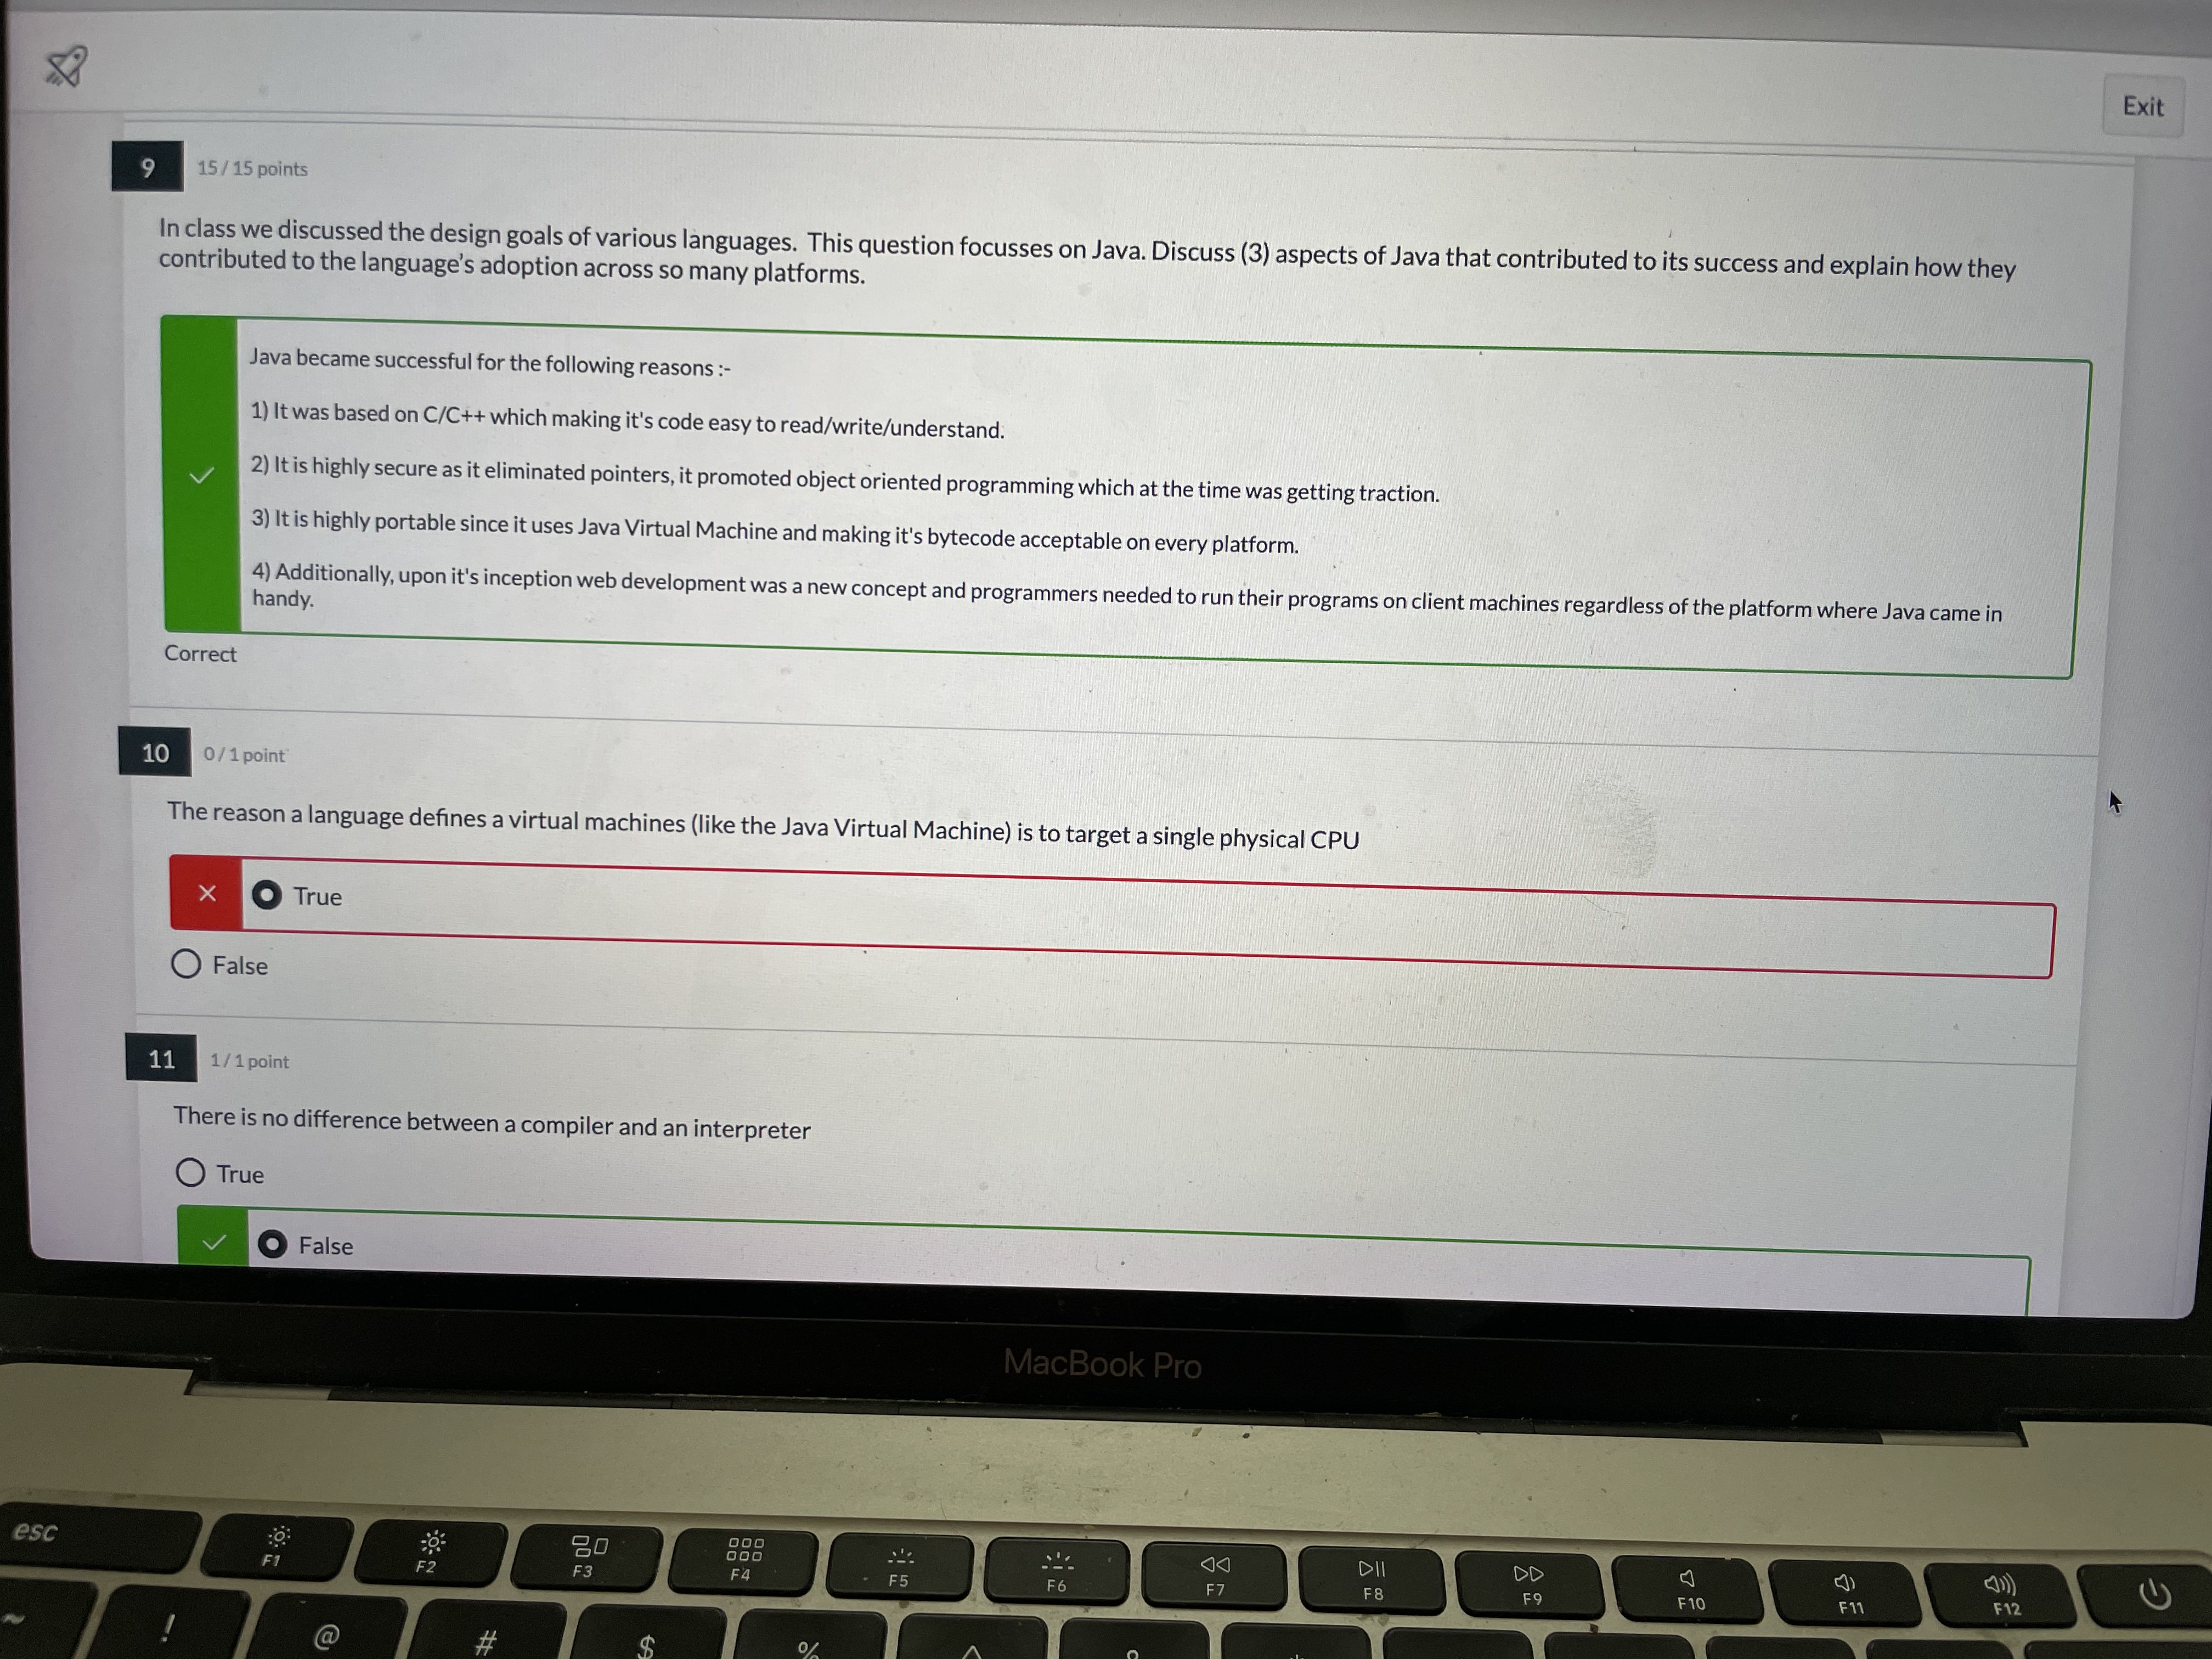 Exit
9 15 / 15 points
In class we discussed the design goals of various languages. This question focusses on Java. Discuss (3) aspects of Java that contributed to its success and explain how they
contributed to the language's adoption across so many platforms.
Java became successful for the following reasons :-
1) It was based on C/C++ which making it's code easy to read/write/understand.
2) It is highly secure as it eliminated pointers, it promoted object oriented programming which at the time was getting traction.
3) It is highly portable since it uses Java Virtual Machine and making it's bytecode acceptable on every platform.
4) Additionally, upon it's inception web development was a new concept and programmers needed to run their programs on client machines regardless of the platform where Java came in
handy.
Correct
10 0 / 1 point
The reason a language defines a virtual machines (like the Java Virtual Machine) is to target a single physical CPU
True
False
11 1 / 1 point
There is no difference between a compiler and an interpreter
True
False
MacBook Pro
esc F1 F2 F3 F4 F5 F6 F7 F8 F9 F10 F11 F12
~ ! @ # $ %